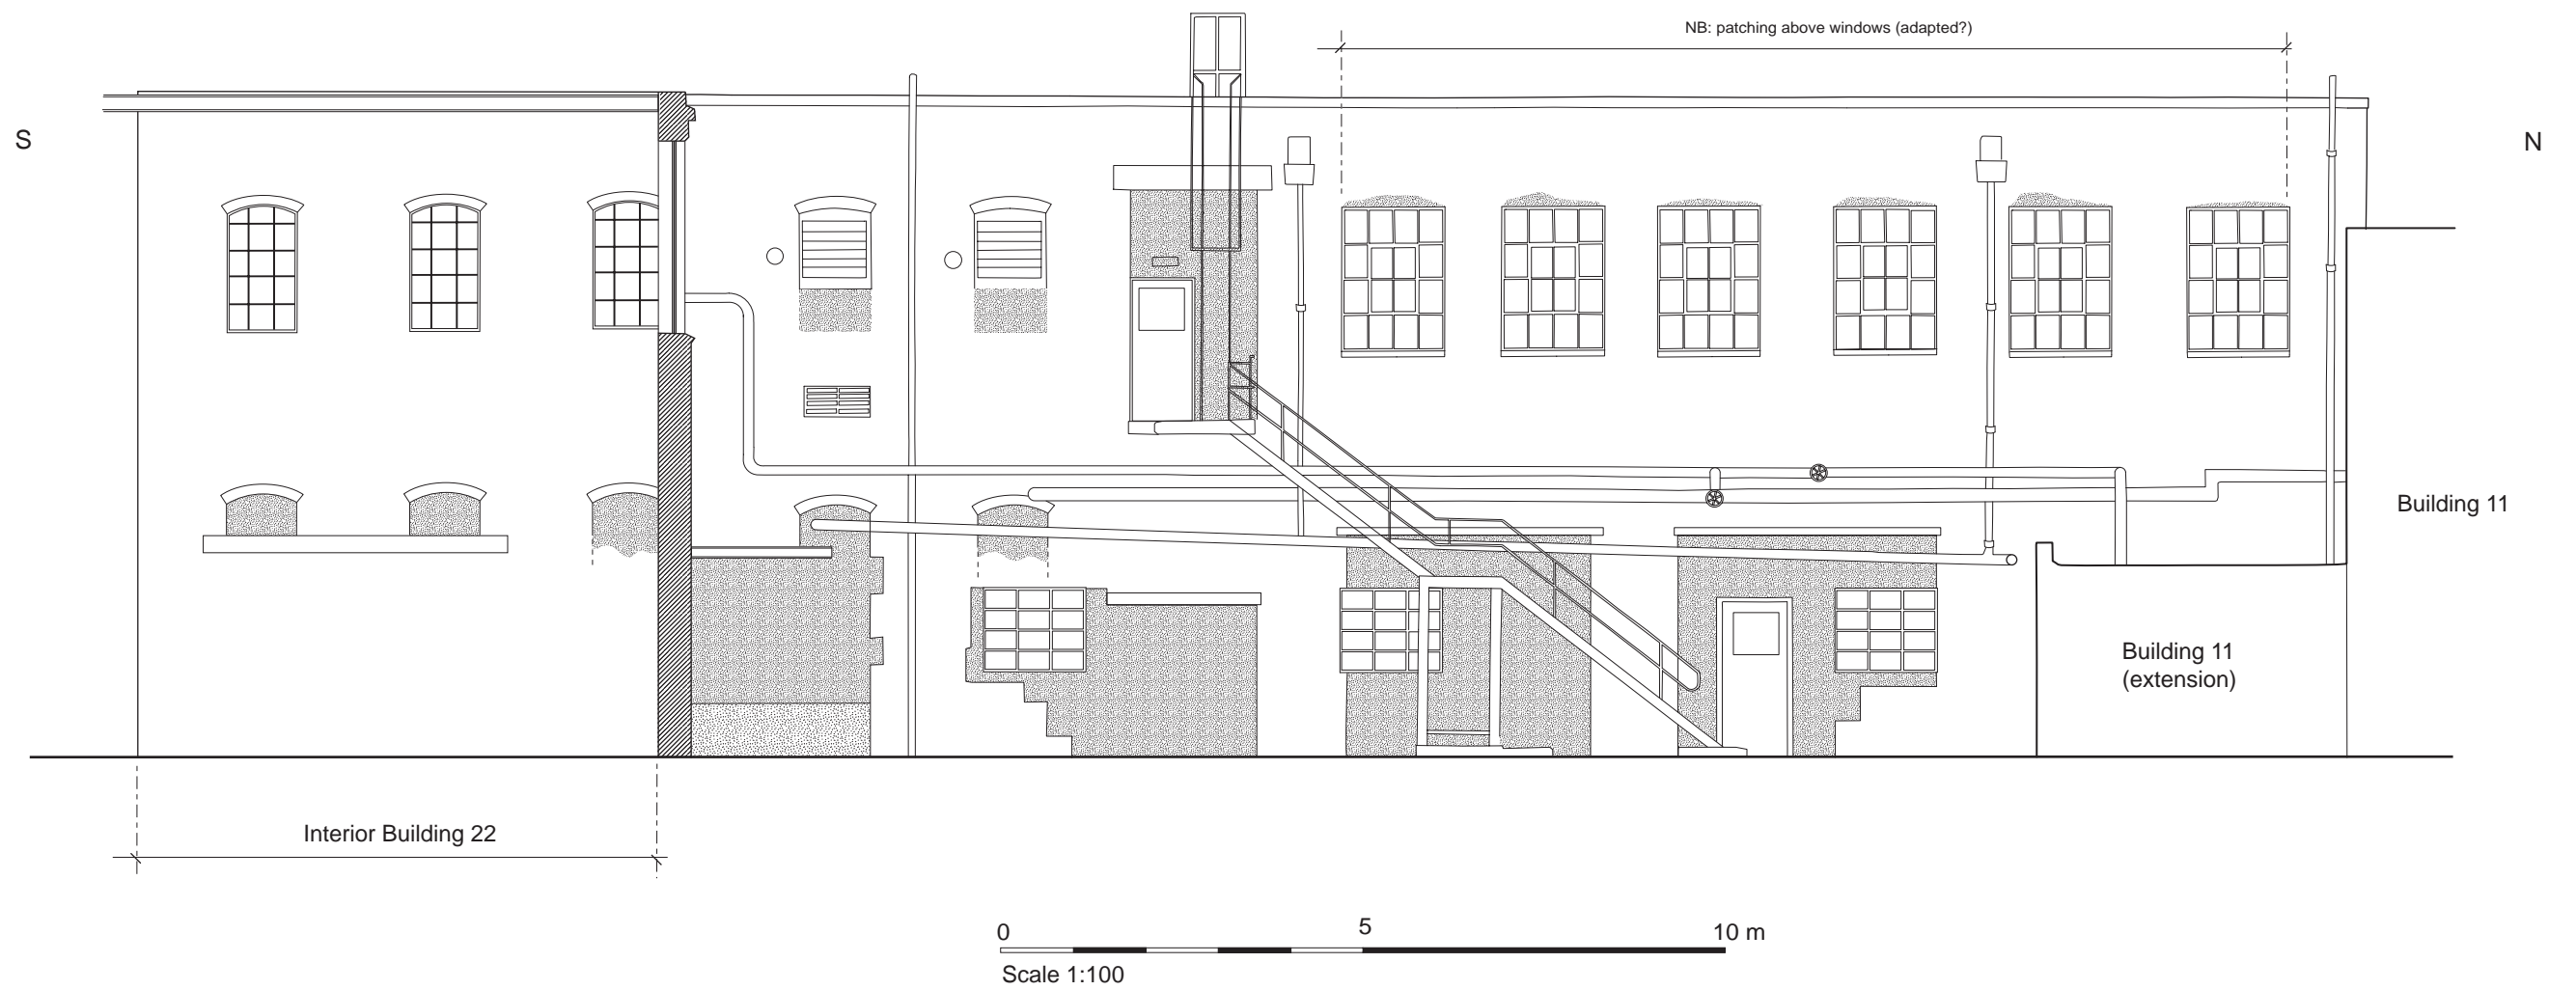 NB: patching above windows (adapted?)
S
N
Building 11
Building 11
(extension)
Interior Building 22
0 5 10 m
Scale 1:100